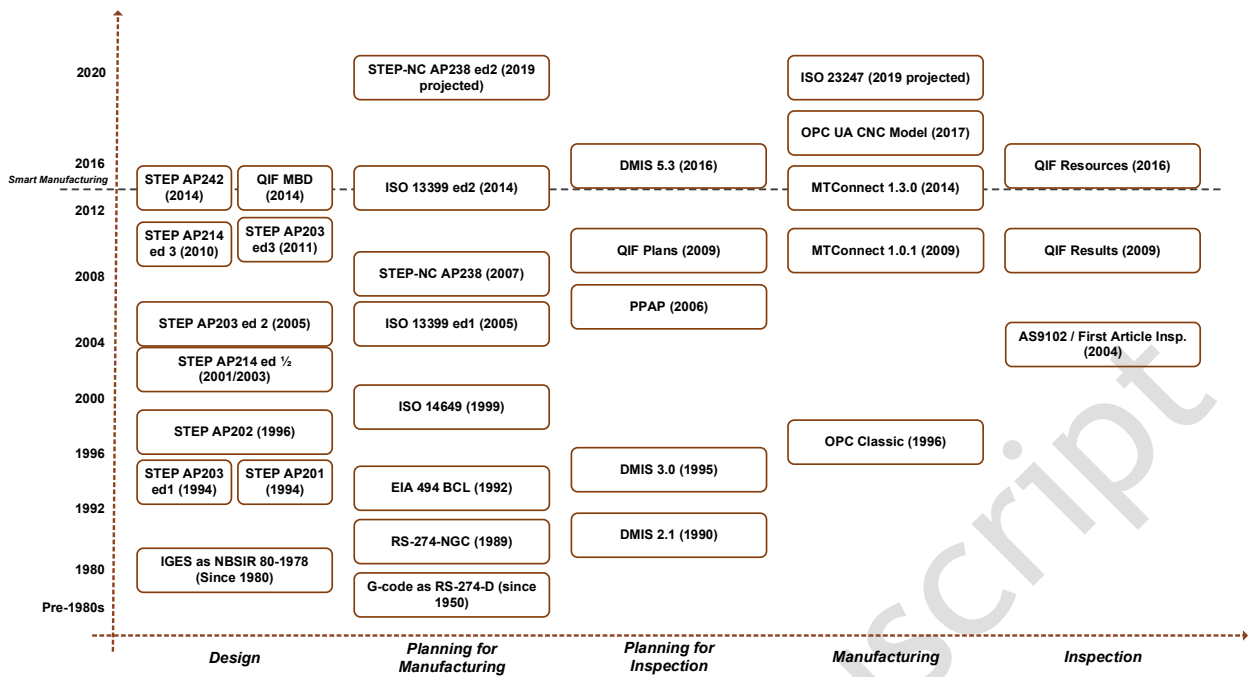 2020
STEP-NC AP238 ed2 (2019
projected)
ISO 23247 (2019 projected)
OPC UA CNC Model (2017)
2016
Smart Manufacturing
DMIS 5.3 (2016)
QIF Resources (2016)
STEP AP242
(2014)
QIF MBD
(2014)
ISO 13399 ed2 (2014)
MTConnect 1.3.0 (2014)
2012
STEP AP214
ed 3 (2010)
STEP AP203
ed3 (2011)
QIF Plans (2009)
MTConnect 1.0.1 (2009)
QIF Results (2009)
2008
STEP-NC AP238 (2007)
PPAP (2006)
STEP AP203 ed 2 (2005)
ISO 13399 ed1 (2005)
2004
AS9102 / First Article Insp.
(2004)
STEP AP214 ed ½
(2001/2003)
2000
ISO 14649 (1999)
STEP AP202 (1996)
OPC Classic (1996)
1996
STEP AP203
ed1 (1994)
STEP AP201
(1994)
DMIS 3.0 (1995)
EIA 494 BCL (1992)
1992
RS-274-NGC (1989)
DMIS 2.1 (1990)
IGES as NBSIR 80-1978
(Since 1980)
1980
G-code as RS-274-D (since
1950)
Pre-1980s
Design
Planning for
Manufacturing
Planning for
Inspection
Manufacturing
Inspection
uscript